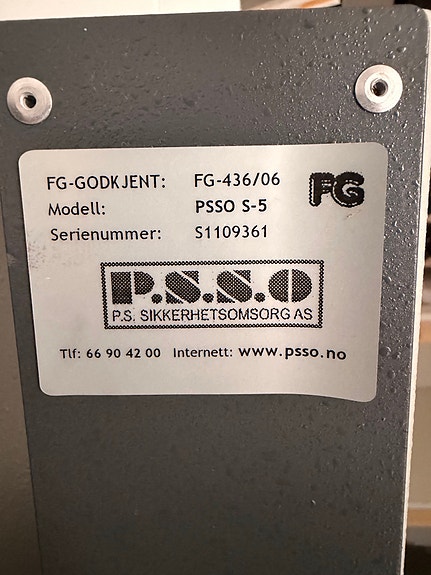 FG-GODKJENT: FG-436/06
FG
Modell: PSSO S-5
Serienummer: S1109361
P.S.S.O
P.S. SIKKERHETSOMSORG AS
Tlf: 66 90 42 00 Internett: www.psso.no